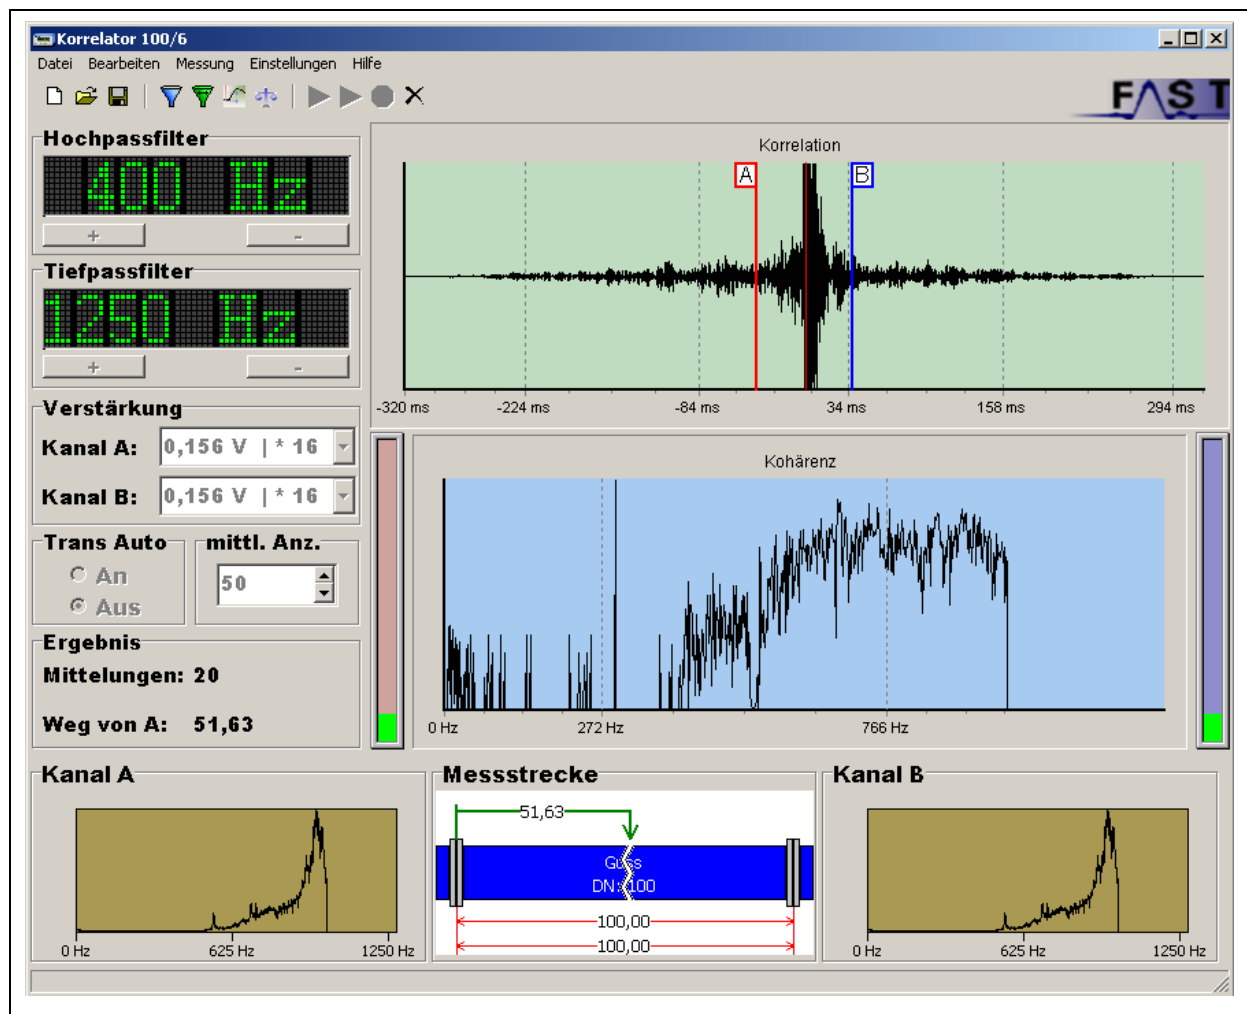 Korrelator 100/6
Datei Bearbeiten Messung Einstellungen Hilfe
FAST
Hochpassfilter
400 Hz
+ -
Tiefpassfilter
1250 Hz
+ -
Verstärkung
Kanal A: 0,156 V | * 16
Kanal B: 0,156 V | * 16
Trans Auto
An
Aus
mittl. Anz.
50
Ergebnis
Mittelungen: 20
Weg von A: 51,63
Korrelation
A B
-320 ms -224 ms -84 ms 34 ms 158 ms 294 ms
Kohärenz
0 Hz 272 Hz 766 Hz
Kanal A
0 Hz 625 Hz 1250 Hz
Messstrecke
51,63
Guss
DN: 100
100,00
100,00
Kanal B
0 Hz 625 Hz 1250 Hz